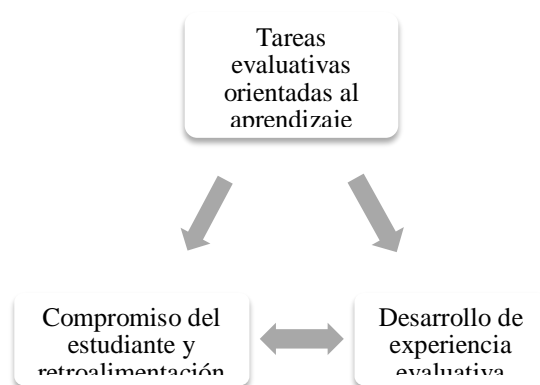 Tareas
evaluativas
orientadas al
aprendizaje
Compromiso del
estudiante y
retroalimentación
Desarrollo de
experiencia
evaluativa